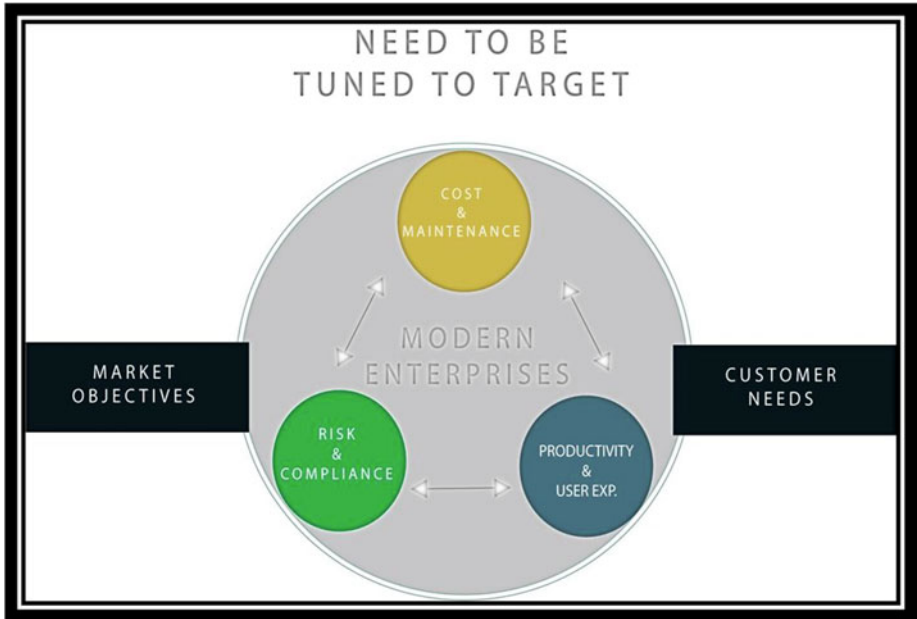 NEED TO BE
TUNED TO TARGET
COST
&
MAINTENANCE
MODERN
ENTERPRISES
MARKET
OBJECTIVES
CUSTOMER
NEEDS
RISK
&
COMPLIANCE
PRODUCTIVITY
&
USER EXP.